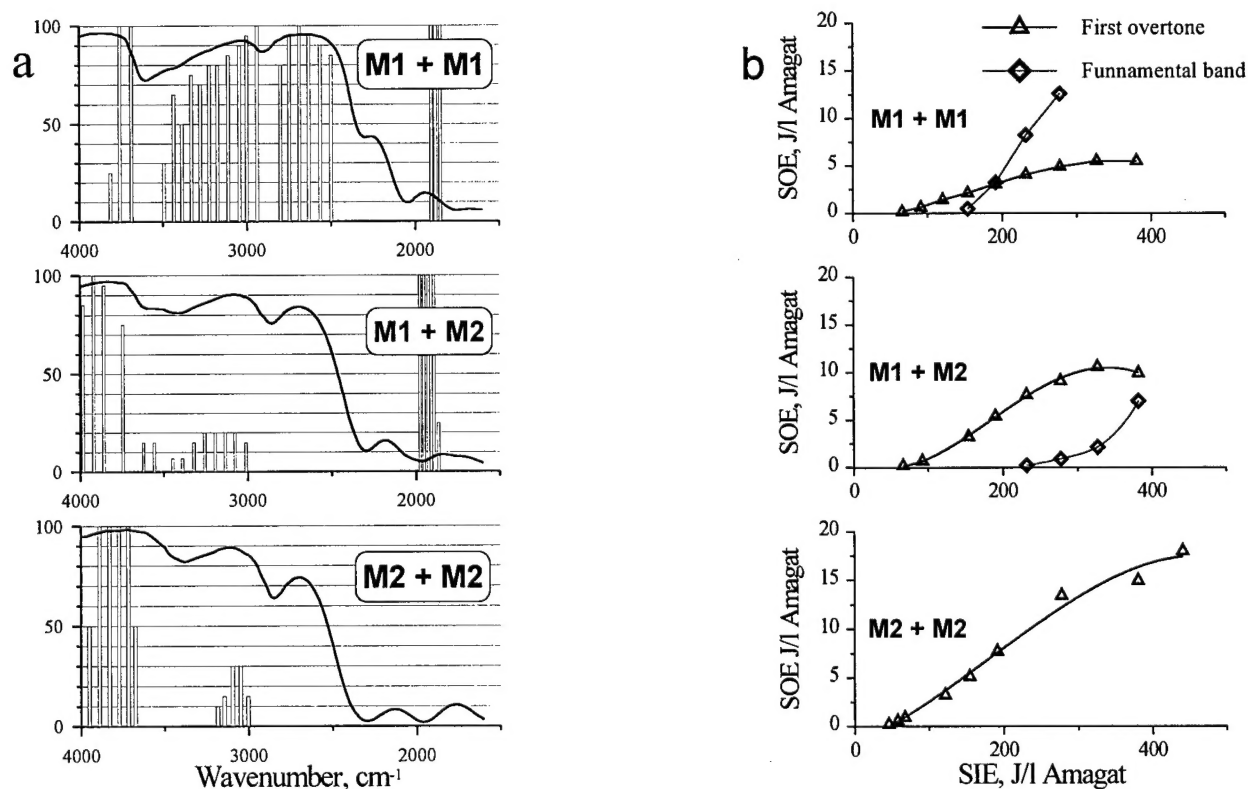 a
100
50
0
M1 + M1
4000
3000
2000
100
50
0
M1 + M2
4000
3000
2000
100
50
0
M2 + M2
4000
3000
2000
Wavenumber, cm-1
b
First overtone
Funnamental band
SOE, J/l Amagat
20
15
10
5
0
M1 + M1
0
200
400
SOE, J/l Amagat
20
15
10
5
0
M1 + M2
0
200
400
SOE J/l Amagat
20
15
10
5
0
M2 + M2
0
200
400
SIE, J/l Amagat